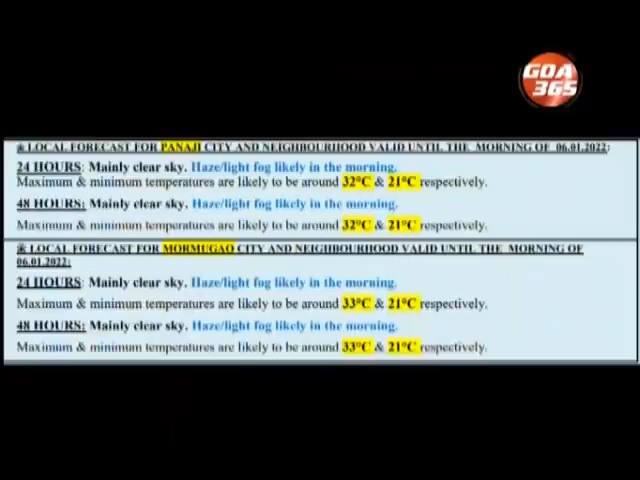 GOA
365
※ LOCAL FORECAST FOR PANAJI CITY AND NEIGHBOURHOOD VALID UNTIL THE MORNING OF 06.01.2022:
24 HOURS: Mainly clear sky. Haze/light fog likely in the morning.
Maximum & minimum temperatures are likely to be around 32°C & 21°C respectively.
48 HOURS: Mainly clear sky. Haze/light fog likely in the morning.
Maximum & minimum temperatures are likely to be around 32°C & 21°C respectively.
※ LOCAL FORECAST FOR MORMUGAO CITY AND NEIGHBOURHOOD VALID UNTIL THE MORNING OF
06.01.2022:
24 HOURS: Mainly clear sky. Haze/light fog likely in the morning.
Maximum & minimum temperatures are likely to be around 33°C & 21°C respectively.
48 HOURS: Mainly clear sky. Haze/light fog likely in the morning.
Maximum & minimum temperatures are likely to be around 33°C & 21°C respectively.